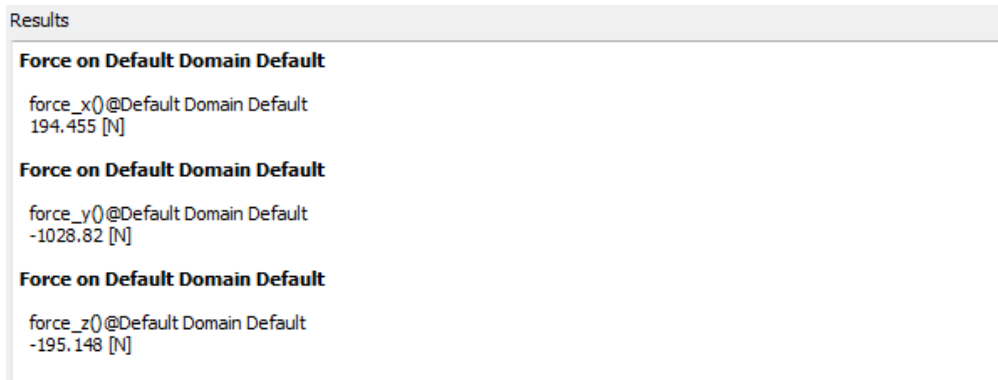 Results
Force on Default Domain Default
force_x()@Default Domain Default
194.455 [N]
Force on Default Domain Default
force_y()@Default Domain Default
-1028.82 [N]
Force on Default Domain Default
force_z()@Default Domain Default
-195.148 [N]